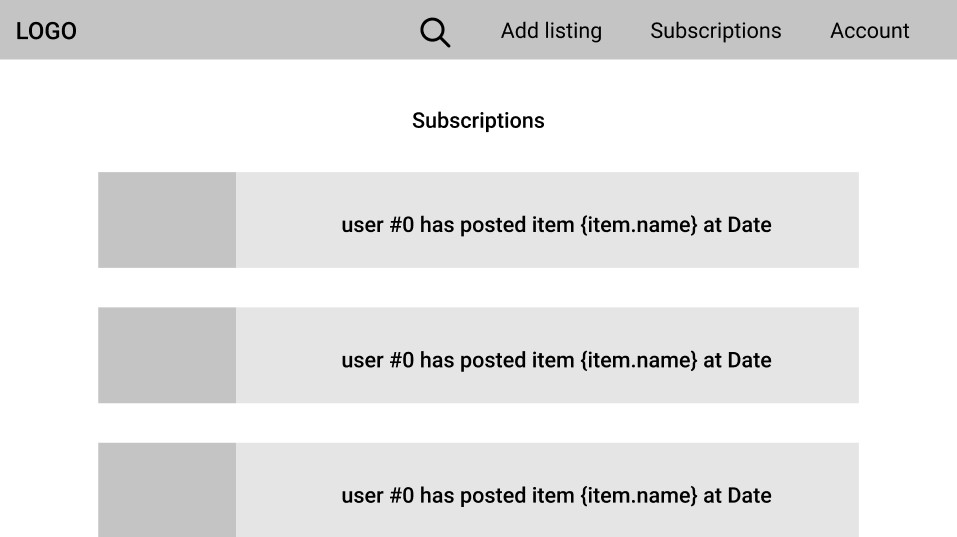 LOGO Add listing Subscriptions Account
Subscriptions
user #0 has posted item {item.name} at Date
user #0 has posted item {item.name} at Date
user #0 has posted item {item.name} at Date